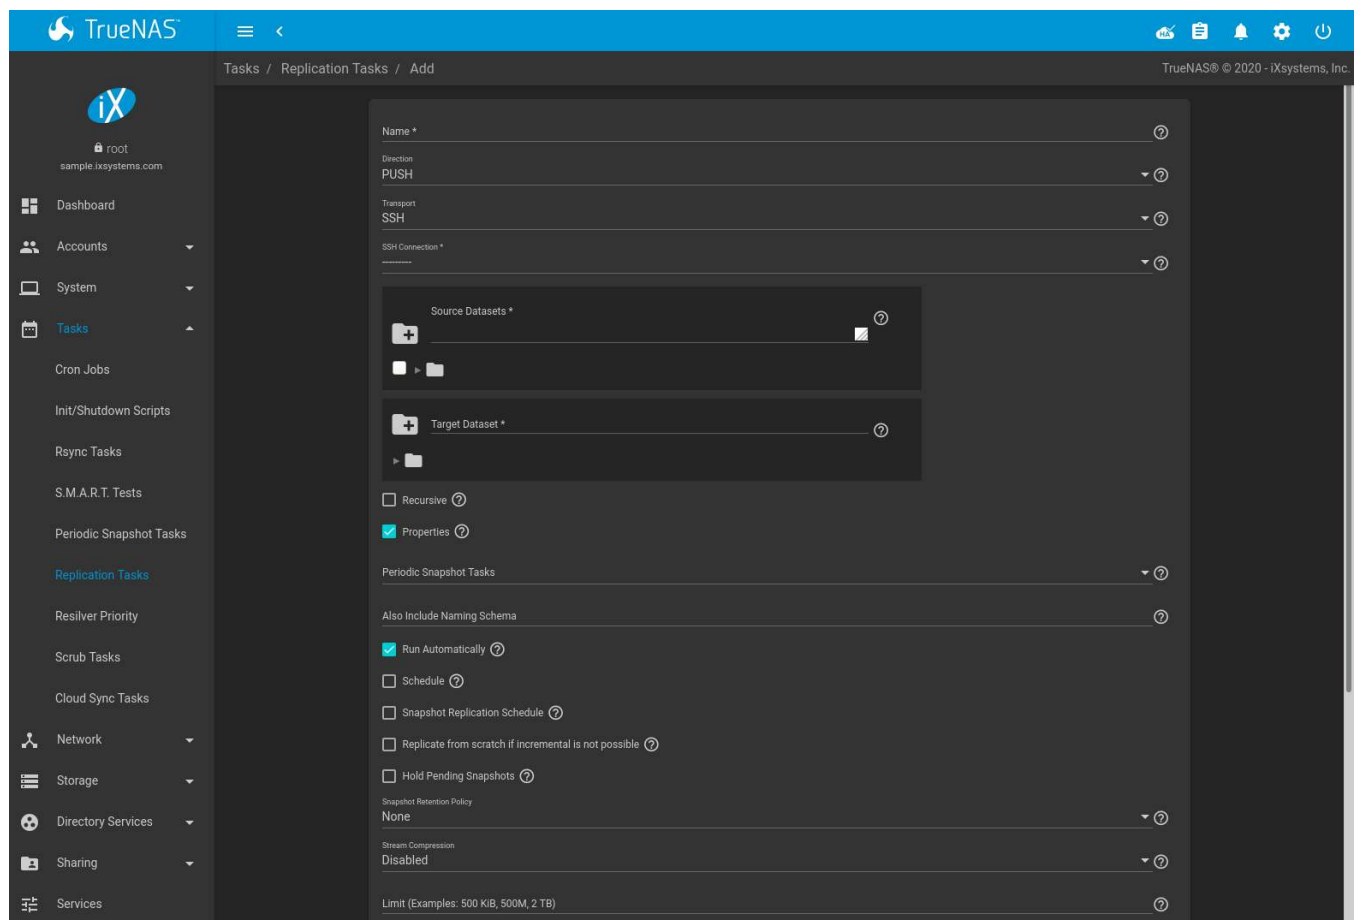 TrueNAS™
HA
Tasks / Replication Tasks / Add
TrueNAS® © 2020 - iXsystems, Inc.
iX
root
sample.ixsystems.com
Dashboard
Accounts
System
Tasks
Cron Jobs
Init/Shutdown Scripts
Rsync Tasks
S.M.A.R.T. Tests
Periodic Snapshot Tasks
Replication Tasks
Resilver Priority
Scrub Tasks
Cloud Sync Tasks
Network
Storage
Directory Services
Sharing
Services
Name *
Direction
PUSH
Transport
SSH
SSH Connection *
---------
Source Datasets *
Target Dataset *
Recursive
Properties
Periodic Snapshot Tasks
Also Include Naming Schema
Run Automatically
Schedule
Snapshot Replication Schedule
Replicate from scratch if incremental is not possible
Hold Pending Snapshots
Snapshot Retention Policy
None
Stream Compression
Disabled
Limit (Examples: 500 KiB, 500M, 2 TB)